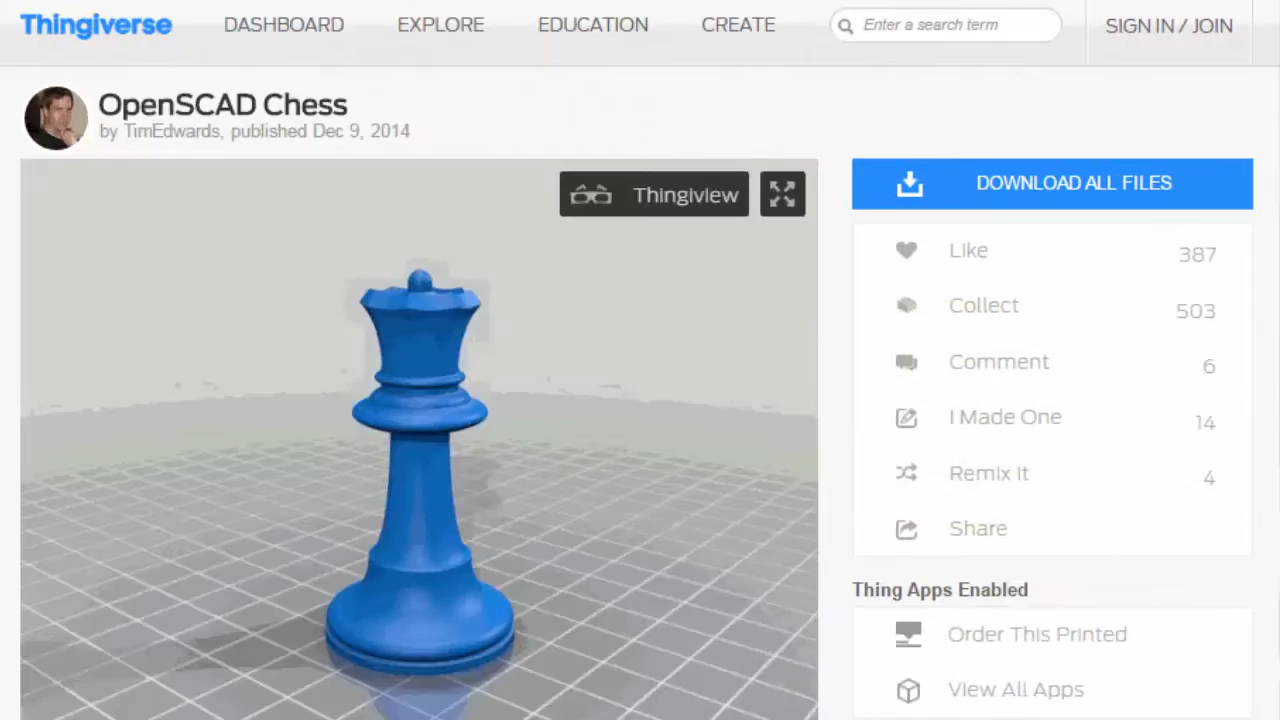 Thingiverse DASHBOARD EXPLORE EDUCATION CREATE Enter a search term SIGN IN / JOIN
OpenSCAD Chess
by TimEdwards, published Dec 9, 2014
Thingiview
DOWNLOAD ALL FILES
Like 387
Collect 503
Comment 6
I Made One 14
Remix It 4
Share
Thing Apps Enabled
Order This Printed
View All Apps